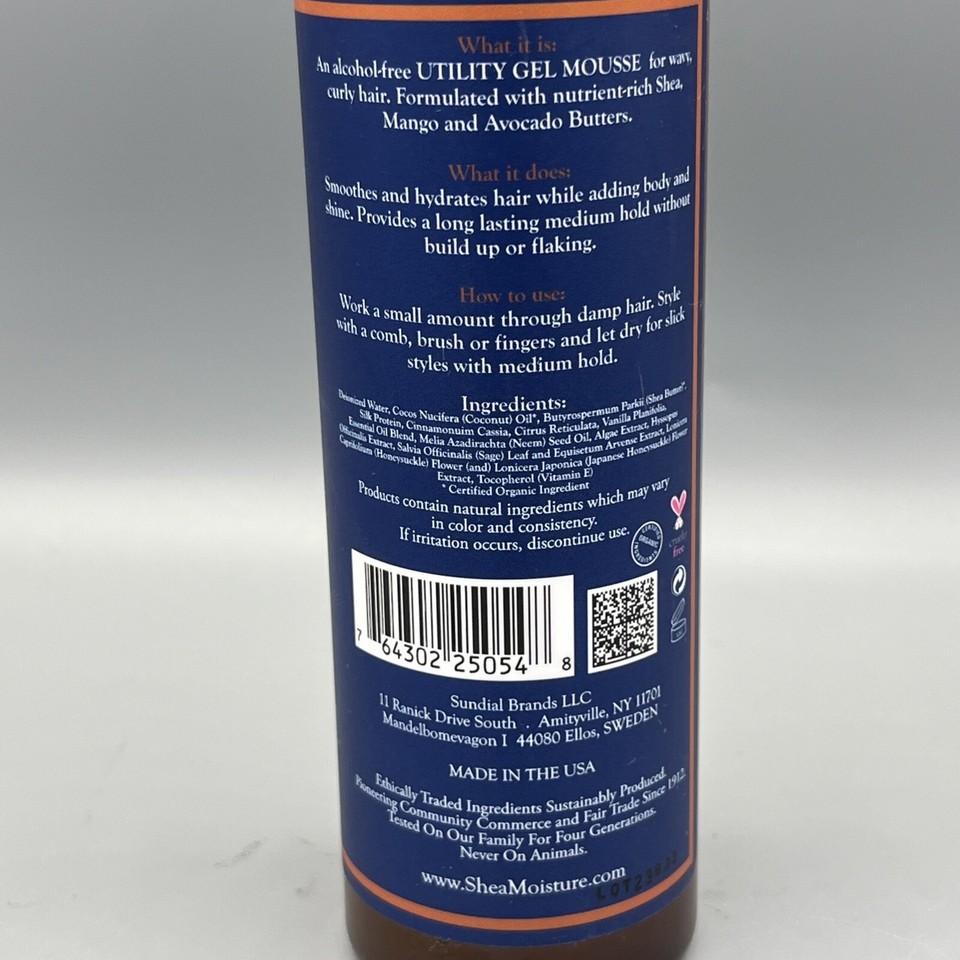 What it is:
An alcohol-free UTILITY GEL MOUSSE for wavy,
curly hair. Formulated with nutrient-rich Shea,
Mango and Avocado Butters.
What it does:
Smoothes and hydrates hair while adding body and
shine. Provides a long lasting medium hold without
build up or flaking.
How to use:
Work a small amount through damp hair. Style
with a comb, brush or fingers and let dry for slick
styles with medium hold.
Ingredients:
Deionized Water, Cocos Nucifera (Coconut) Oil*, Butyrospermum Parkii (Shea Butter)*,
Silk Protein, Cinnamonuim Cassia, Citrus Reticulata, Vanilla Planifolia,
Essential Oil Blend, Melia Azadirachta (Neem) Seed Oil, Algae Extract, Hyssopus
Officinalis Extract, Salvia Officinalis (Sage) Leaf and Equisetum Arvense Extract, Lonicera
Caprifolium (Honeysuckle) Flower (and) Lonicera Japonica (Japanese Honeysuckle) Flower
Extract, Tocopherol (Vitamin E)
* Certified Organic Ingredient
Products contain natural ingredients which may vary
in color and consistency.
If irritation occurs, discontinue use.
CERTIFIED ORGANIC INGREDIENTS
cruelty
free
7 64302 25054 8
Sundial Brands LLC
11 Ranick Drive South . Amityville, NY 11701
Mandelbomevagon I 44080 Ellos, SWEDEN
MADE IN THE USA
Ethically Traded Ingredients Sustainably Produced.
Pioneering Community Commerce and Fair Trade Since 1912.
Tested On Our Family For Four Generations.
Never On Animals.
www.SheaMoisture.com